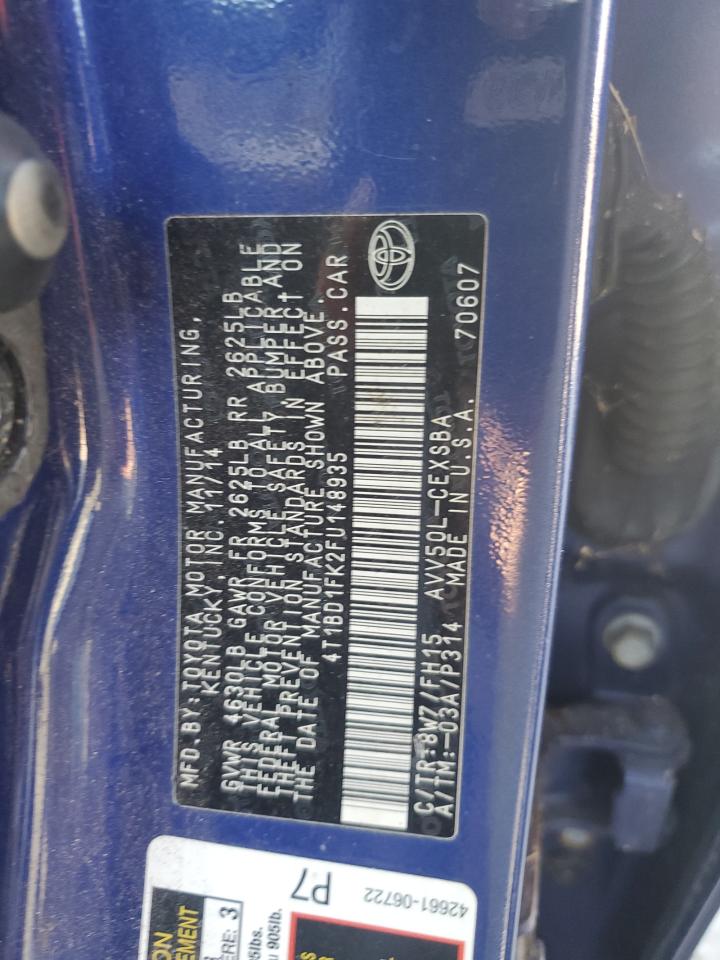 MFD.BY:TOYOTA MOTOR MANUFACTURING,
KENTUCKY, INC. 11/14
GVWR 4630LB GAWR FR 2625LB RR 2625LB
THIS VEHICLE CONFORMS TO ALL APPLICABLE
FEDERAL MOTOR VEHICLE SAFETY BUMPER AND
THEFT PREVENTION STANDARDS IN EFFECT ON
THE DATE OF MANUFACTURE SHOWN ABOVE.
4T1BD1FK2FU148935 PASS.CAR
C/TR:8W7/FH15 AVV50L-CEXSBA 70607
A/TM:-03A/P314 MADE IN U.S.A.
P7
42661-06722
ERE: 3
905lb.